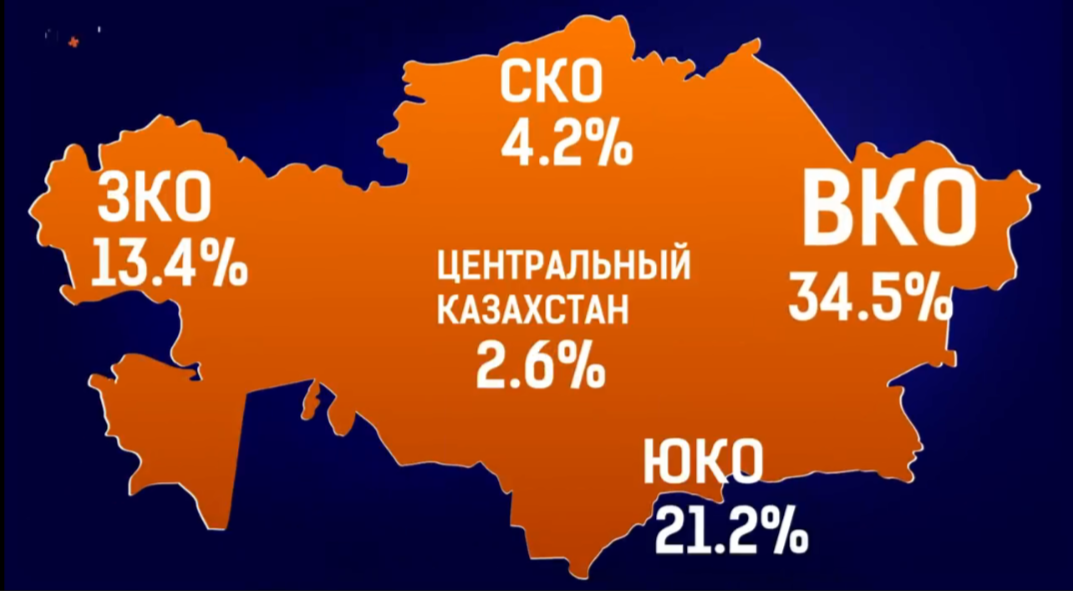 СКО
4.2%
ЗКО
13.4%
ВКО
34.5%
ЦЕНТРАЛЬНЫЙ
КАЗАХСТАН
2.6%
ЮКО
21.2%